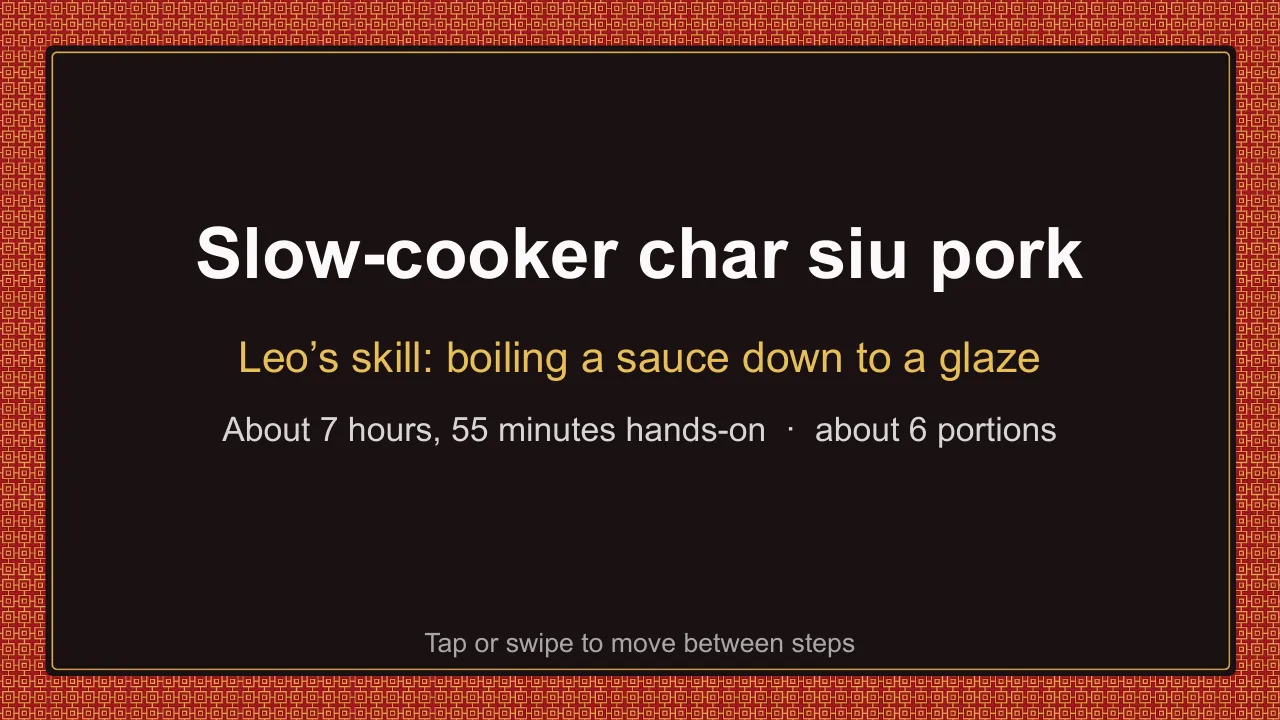 Slow-cooker char siu pork
Leo’s skill: boiling a sauce down to a glaze
About 7 hours, 55 minutes hands-on · about 6 portions
Tap or swipe to move between steps